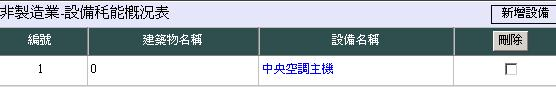 非製造業-設備耗能概況表 新增設備
編號 建築物名稱 設備名稱 刪除
1 0 中央空調主機